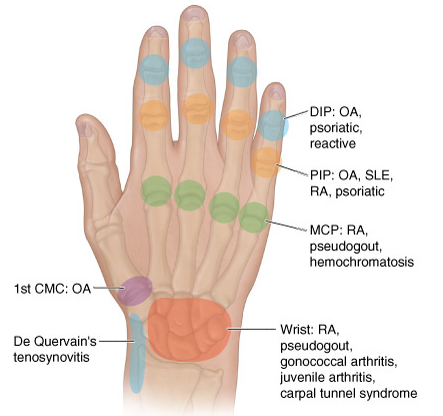 DIP: OA,
psoriatic,
reactive
PIP: OA, SLE,
RA, psoriatic
MCP: RA,
pseudogout,
hemochromatosis
1st CMC: OA
De Quervain's
tenosynovitis
Wrist: RA,
pseudogout,
gonococcal arthritis,
juvenile arthritis,
carpal tunnel syndrome